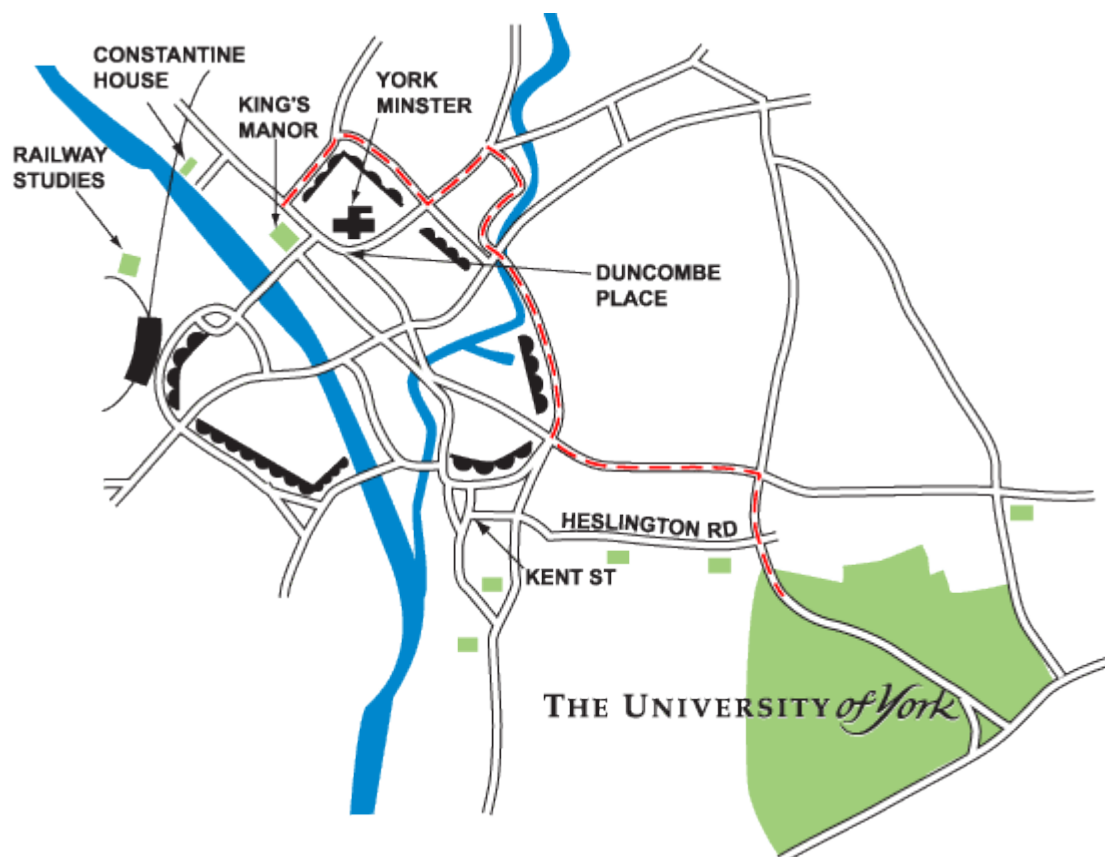 CONSTANTINE
HOUSE
YORK
MINSTER
KING'S
MANOR
RAILWAY
STUDIES
DUNCOMBE
PLACE
HESLINGTON RD
KENT ST
THE UNIVERSITY of York